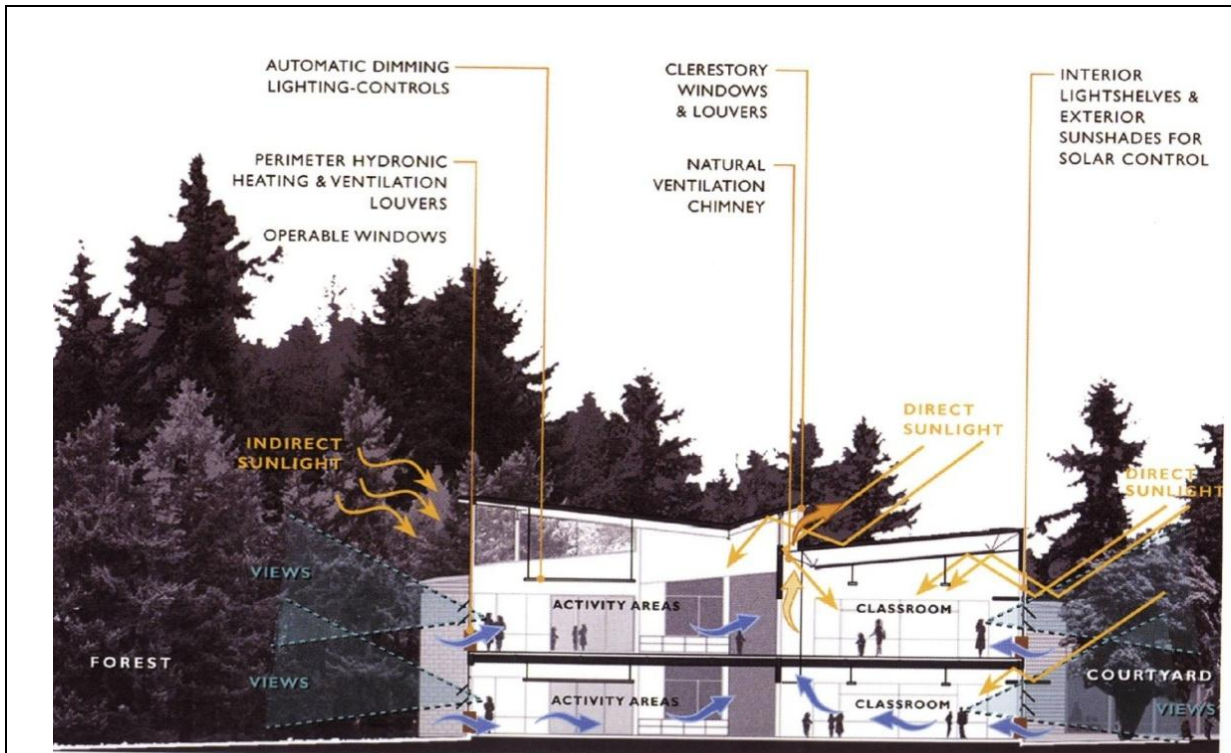 AUTOMATIC DIMMING
LIGHTING-CONTROLS
PERIMETER HYDRONIC
HEATING & VENTILATION
LOUVERS
OPERABLE WINDOWS
CLERESTORY
WINDOWS
& LOUVERS
NATURAL
VENTILATION
CHIMNEY
INTERIOR
LIGHTSHELVES &
EXTERIOR
SUNSHADES FOR
SOLAR CONTROL
INDIRECT
SUNLIGHT
DIRECT
SUNLIGHT
DIRECT
SUNLIGHT
VIEWS
ACTIVITY AREAS
CLASSROOM
FOREST
VIEWS
COURTYARD
ACTIVITY AREAS
CLASSROOM
VIEWS